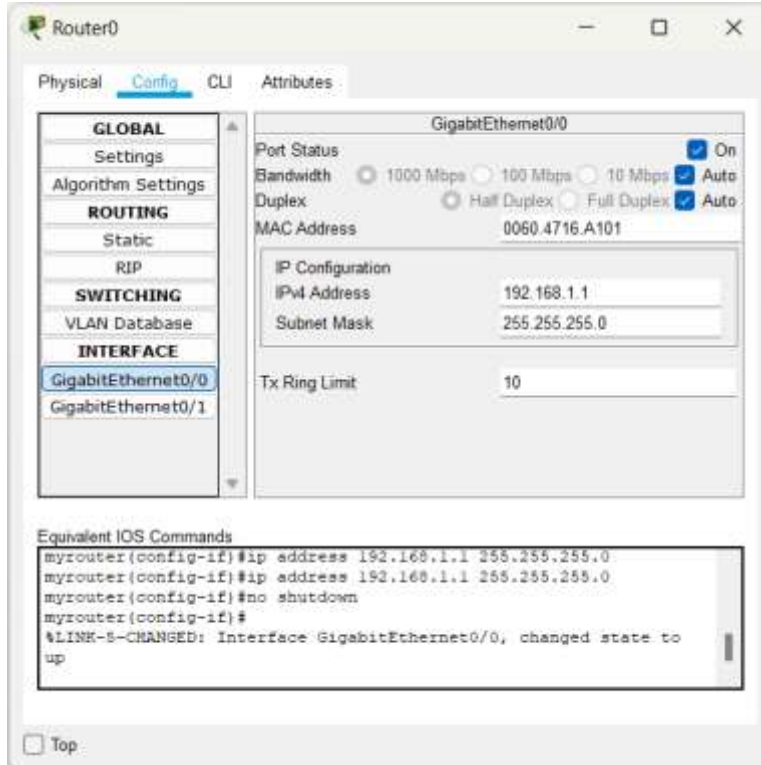 Router0
Physical Config CLI Attributes
GLOBAL
Settings
Algorithm Settings
ROUTING
Static
RIP
SWITCHING
VLAN Database
INTERFACE
GigabitEthernet0/0
GigabitEthernet0/1
GigabitEthernet0/0
Port Status On
Bandwidth 1000 Mbps 100 Mbps 10 Mbps Auto
Duplex Half Duplex Full Duplex Auto
MAC Address 0060.4716.A101
IP Configuration
IPv4 Address 192.168.1.1
Subnet Mask 255.255.255.0
Tx Ring Limit 10
Equivalent IOS Commands
myrouter(config-if)#ip address 192.168.1.1 255.255.255.0
myrouter(config-if)#ip address 192.168.1.1 255.255.255.0
myrouter(config-if)#no shutdown
myrouter(config-if)#
%LINK-5-CHANGED: Interface GigabitEthernet0/0, changed state to
up
Top